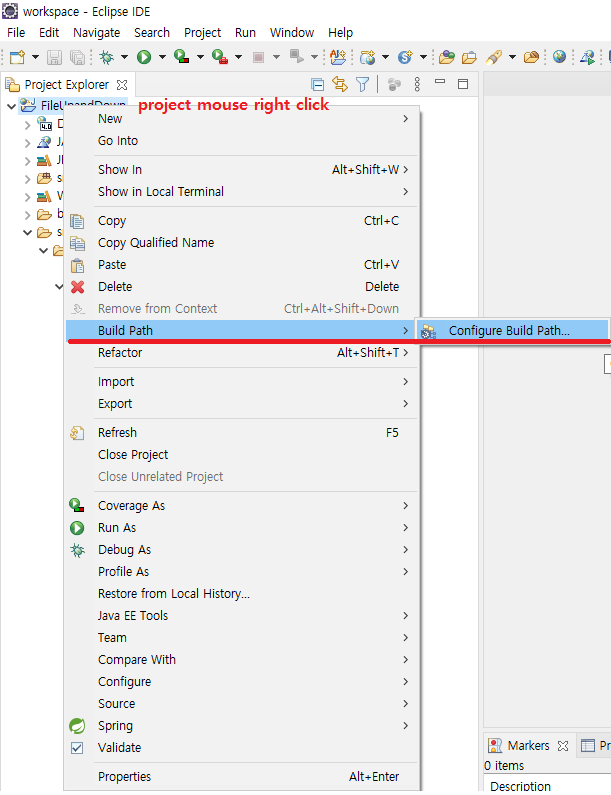 workspace - Eclipse IDE
File Edit Navigate Search Project Run Window Help
Project Explorer
FileUpandDown project mouse right click
New
Go Into
Show In Alt+Shift+W
Show in Local Terminal
Copy Ctrl+C
Copy Qualified Name
Paste Ctrl+V
Delete Delete
Remove from Context Ctrl+Alt+Shift+Down
Build Path Configure Build Path...
Refactor Alt+Shift+T
Import
Export
Refresh F5
Close Project
Close Unrelated Project
Coverage As
Run As
Debug As
Profile As
Restore from Local History...
Java EE Tools
Team
Compare With
Configure
Source
Spring
Validate
Properties Alt+Enter
Markers Pr
0 items
Description